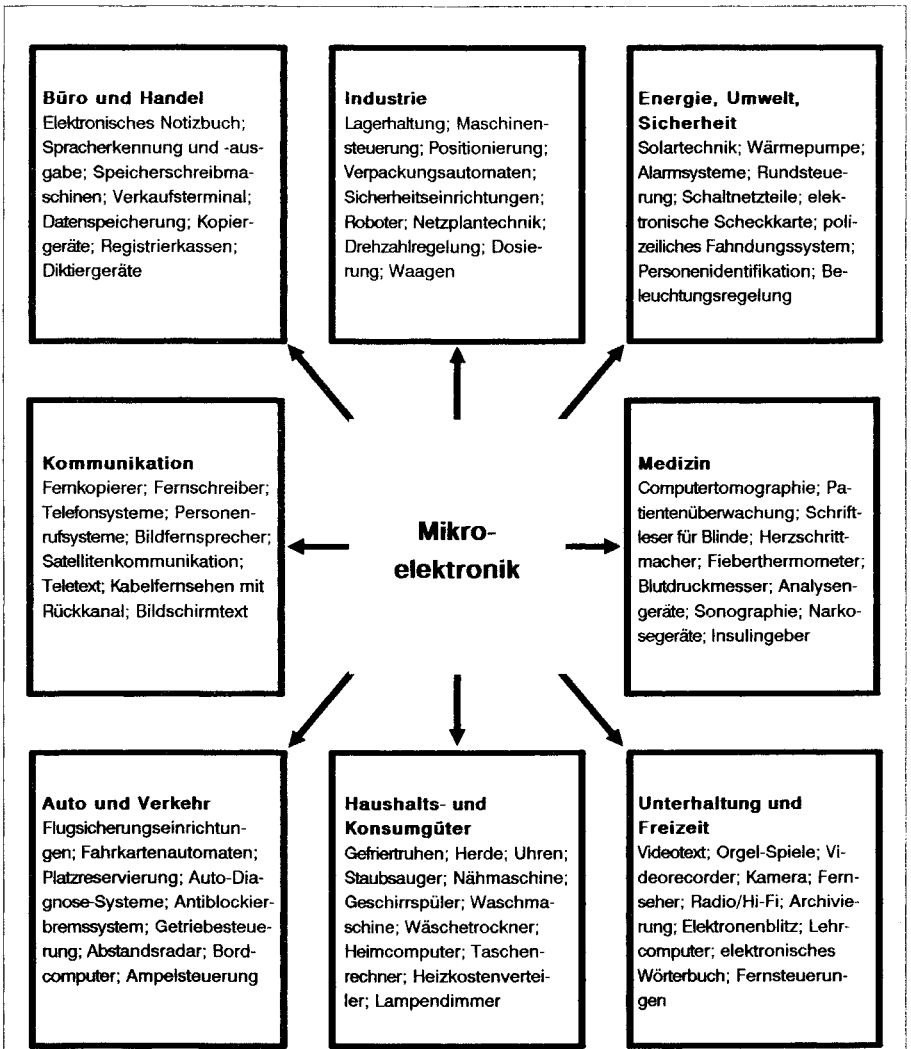 Büro und Handel
Elektronisches Notizbuch;
Spracherkennung und -aus-
gabe; Speicherschreibma-
schinen; Verkaufsterminal;
Datenspeicherung; Kopier-
geräte; Registrierkassen;
Diktiergeräte
Industrie
Lagerhaltung; Maschinen-
steuerung; Positionierung;
Verpackungsautomaten;
Sicherheitseinrichtungen;
Roboter; Netzplantechnik;
Drehzahlregelung; Dosie-
rung; Waagen
Energie, Umwelt,
Sicherheit
Solartechnik; Wärmepumpe;
Alarmsysteme; Rundsteue-
rung; Schaltnetzteile; elek-
tronische Scheckkarte; poli-
zeiliches Fahndungssystem;
Personenidentifikation; Be-
leuchtungsregelung
Kommunikation
Fernkopierer; Fernschreiber;
Telefonsysteme; Personen-
rufsysteme; Bildfernsprecher;
Satellitenkommunikation;
Teletext; Kabelfernsehen mit
Rückkanal; Bildschirmtext
Mikro-
elektronik
Medizin
Computertomographie; Pa-
tientenüberwachung; Schrift-
leser für Blinde; Herzschritt-
macher; Fieberthermometer;
Blutdruckmesser; Analysen-
geräte; Sonographie; Narko-
segeräte; Insulingeber
Auto und Verkehr
Flugsicherungseinrichtun-
gen; Fahrkartenautomaten;
Platzreservierung; Auto-Dia-
gnose-Systeme; Antiblockier-
bremssystem; Getriebesteue-
rung; Abstandsradar; Bord-
computer; Ampelsteuerung
Haushalts- und
Konsumgüter
Gefriertruhen; Herde; Uhren;
Staubsauger; Nähmaschine;
Geschirrspüler; Waschma-
schine; Wäschetrockner;
Heimcomputer; Taschen-
rechner; Heizkostenvertei-
ler; Lampendimmer
Unterhaltung und
Freizeit
Videotext; Orgel-Spiele; Vi-
deorecorder; Kamera; Fern-
seher; Radio/Hi-Fi; Archivie-
rung; Elektronenblitz; Lehr-
computer; elektronisches
Wörterbuch; Fernsteuerun-
gen